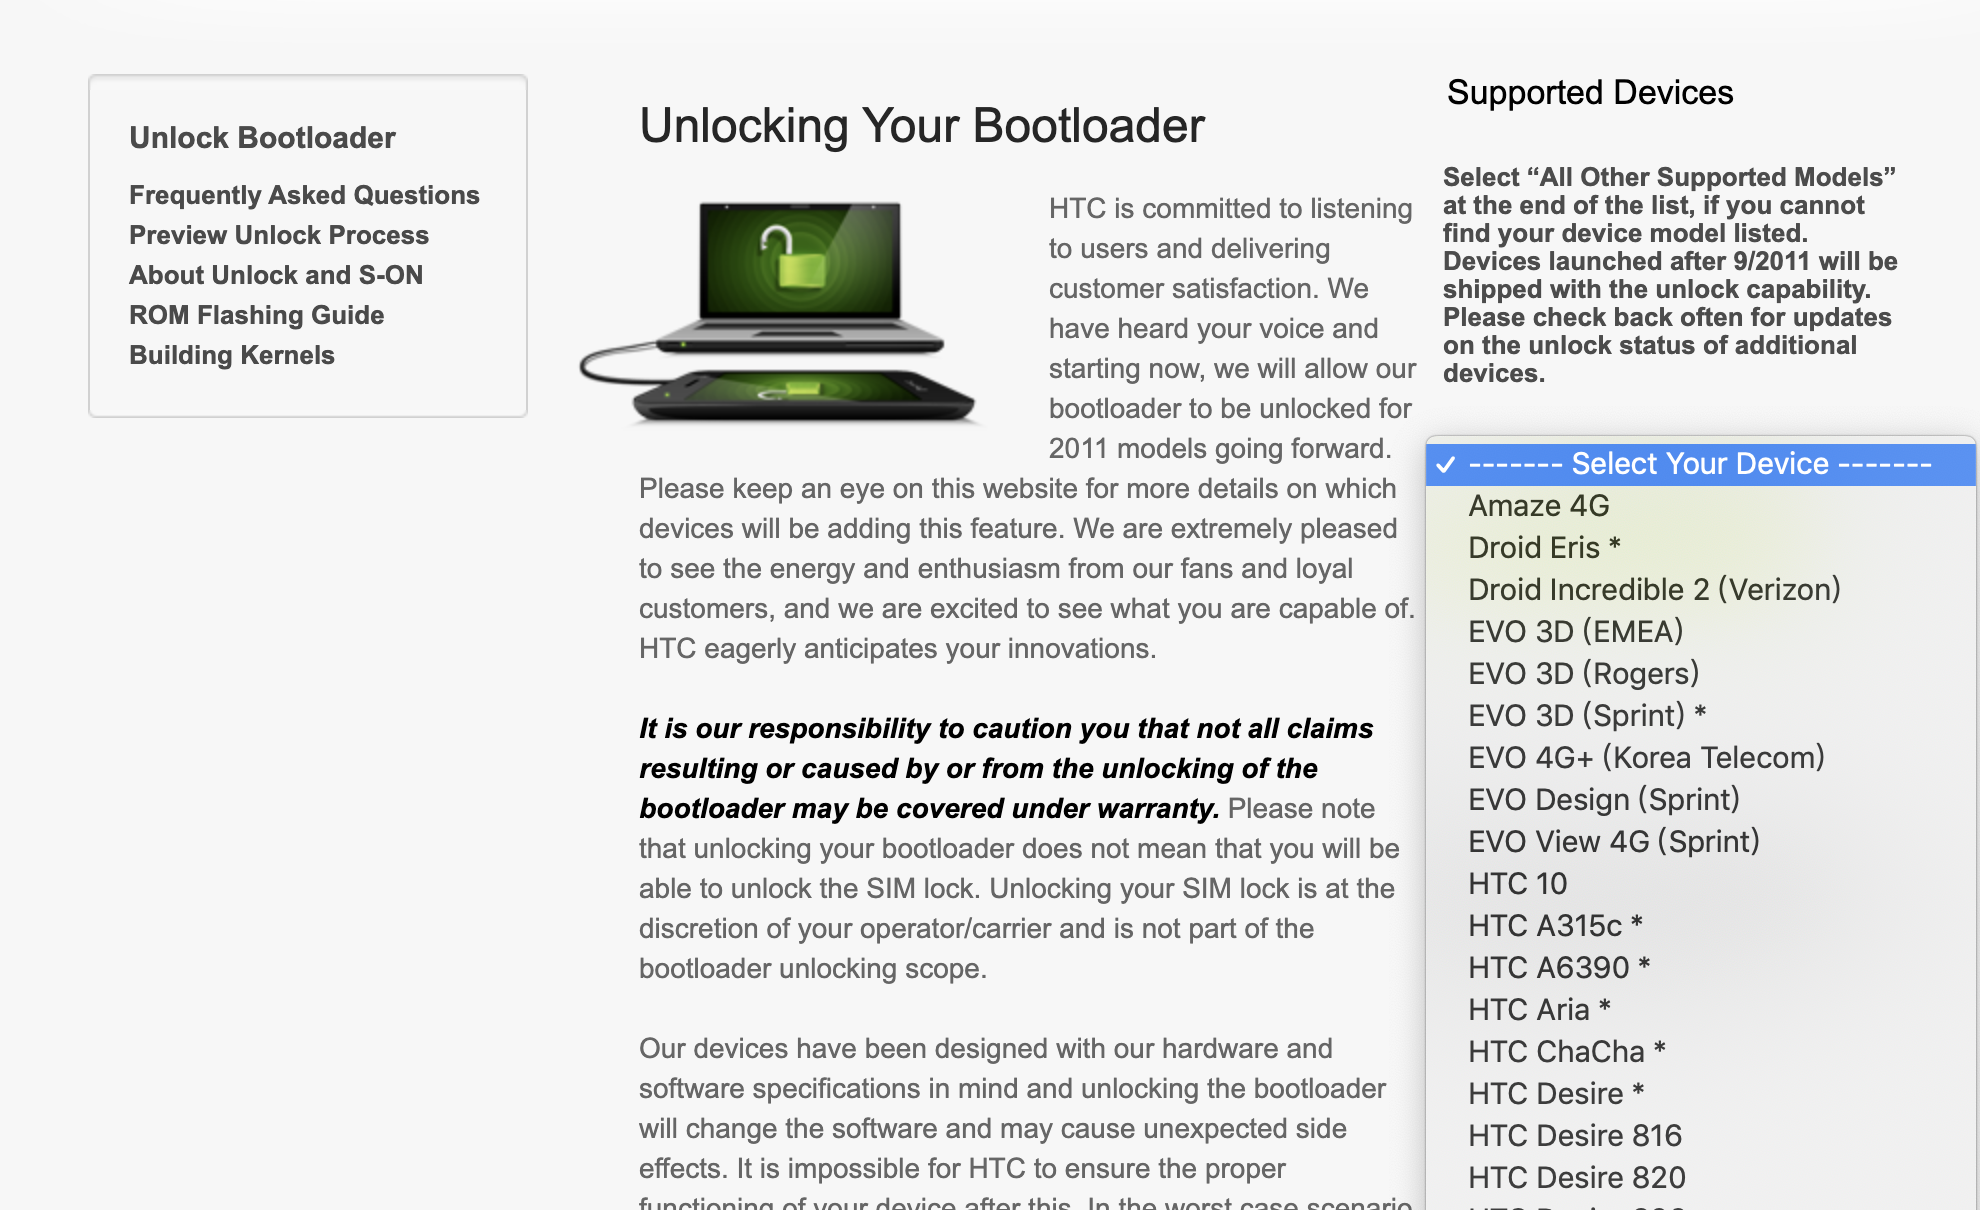 Unlock Bootloader
Frequently Asked Questions
Preview Unlock Process
About Unlock and S-ON
ROM Flashing Guide
Building Kernels
Unlocking Your Bootloader
HTC is committed to listening
to users and delivering
customer satisfaction. We
have heard your voice and
starting now, we will allow our
bootloader to be unlocked for
2011 models going forward.
Please keep an eye on this website for more details on which
devices will be adding this feature. We are extremely pleased
to see the energy and enthusiasm from our fans and loyal
customers, and we are excited to see what you are capable of.
HTC eagerly anticipates your innovations.
It is our responsibility to caution you that not all claims
resulting or caused by or from the unlocking of the
bootloader may be covered under warranty. Please note
that unlocking your bootloader does not mean that you will be
able to unlock the SIM lock. Unlocking your SIM lock is at the
discretion of your operator/carrier and is not part of the
bootloader unlocking scope.
Our devices have been designed with our hardware and
software specifications in mind and unlocking the bootloader
will change the software and may cause unexpected side
effects. It is impossible for HTC to ensure the proper
functioning of your device after this. In the worst case scenario
Supported Devices
Select “All Other Supported Models”
at the end of the list, if you cannot
find your device model listed.
Devices launched after 9/2011 will be
shipped with the unlock capability.
Please check back often for updates
on the unlock status of additional
devices.
✓ ------- Select Your Device -------
Amaze 4G
Droid Eris *
Droid Incredible 2 (Verizon)
EVO 3D (EMEA)
EVO 3D (Rogers)
EVO 3D (Sprint) *
EVO 4G+ (Korea Telecom)
EVO Design (Sprint)
EVO View 4G (Sprint)
HTC 10
HTC A315c *
HTC A6390 *
HTC Aria *
HTC ChaCha *
HTC Desire *
HTC Desire 816
HTC Desire 820